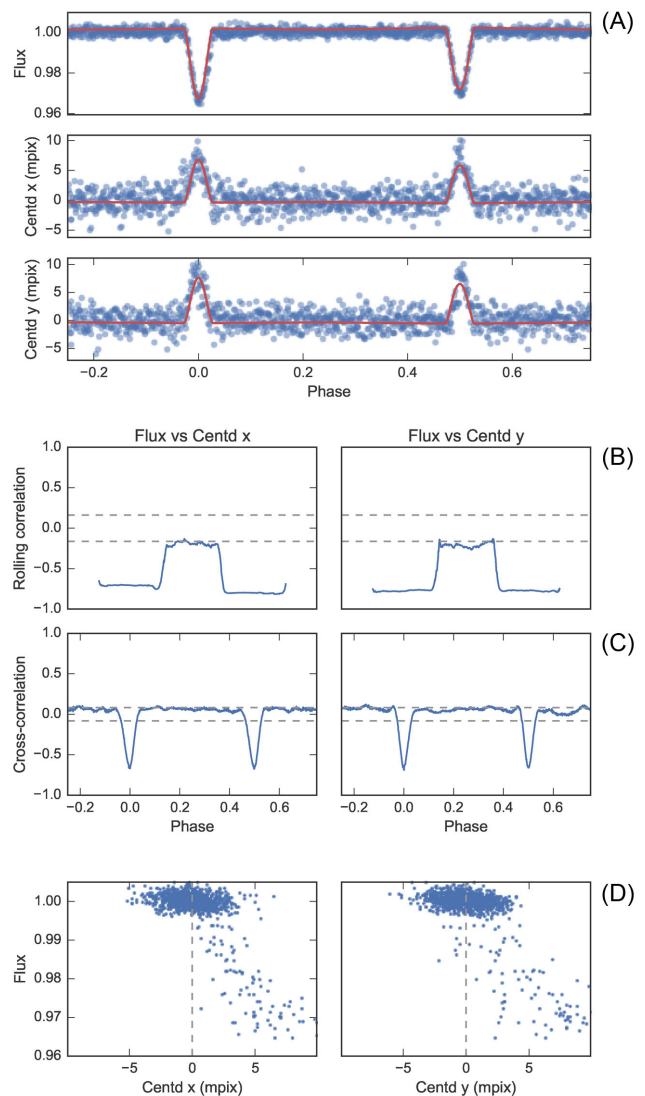 (A)
Flux
1.00
0.98
0.96
Centd x (mpix)
10
5
0
−5
Centd y (mpix)
10
5
0
−5
−0.2 0.0 0.2 0.4 0.6
Phase
Flux vs Centd x Flux vs Centd y
(B)
Rolling correlation
1.0
0.5
0.0
−0.5
−1.0
(C)
Cross-correlation
1.0
0.5
0.0
−0.5
−1.0
−0.2 0.0 0.2 0.4 0.6 −0.2 0.0 0.2 0.4 0.6
Phase Phase
(D)
Flux
1.00
0.99
0.98
0.97
0.96
−5 0 5 −5 0 5
Centd x (mpix) Centd y (mpix)